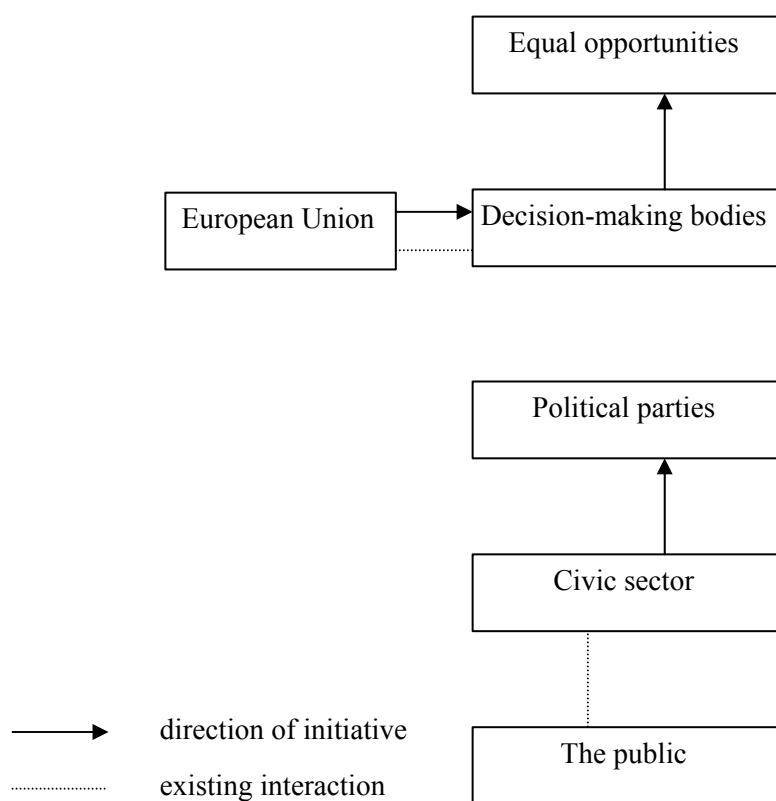 Equal opportunities
European Union
Decision-making bodies
Political parties
Civic sector
The public
direction of initiative
existing interaction